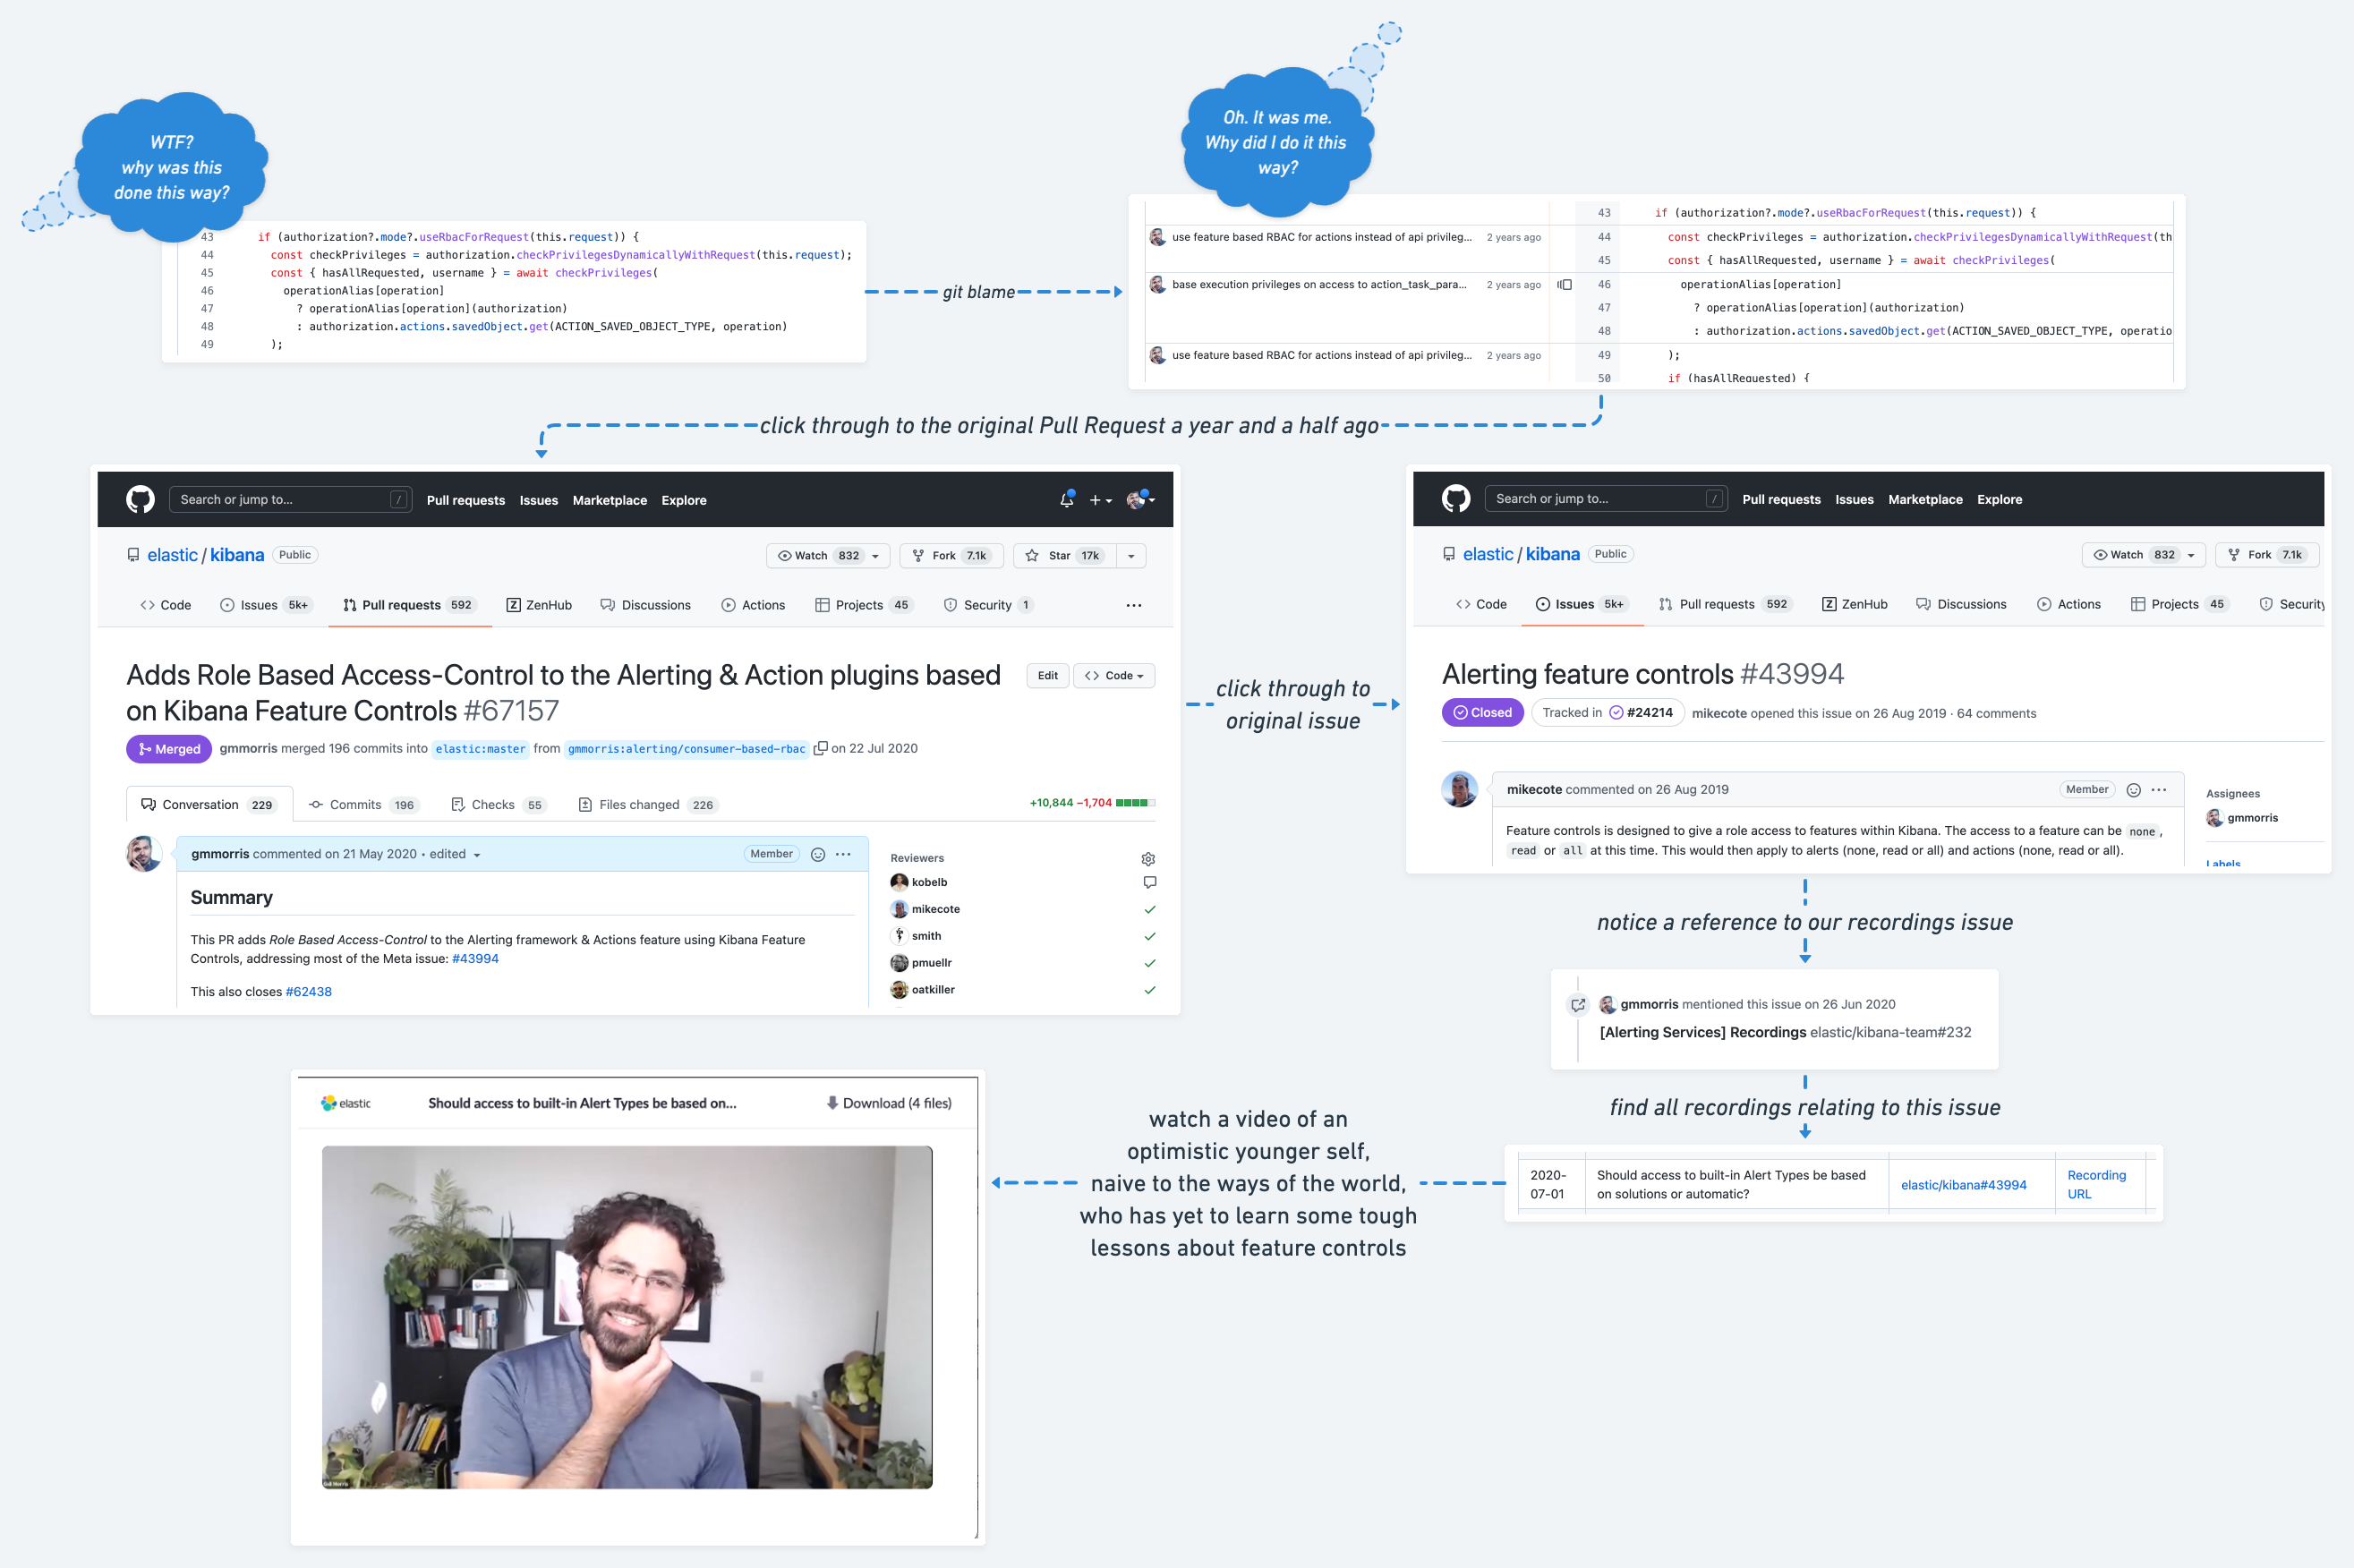 WTF?
why was this
done this way?
43 if (authorization?.mode?.useRbacForRequest(this.request)) {
44 const checkPrivileges = authorization.checkPrivilegesDynamicallyWithRequest(this.request);
45 const { hasAllRequested, username } = await checkPrivileges(
46 operationAlias[operation]
47 ? operationAlias[operation](authorization)
48 : authorization.actions.savedObject.get(ACTION_SAVED_OBJECT_TYPE, operation)
49 );
git blame
Oh. It was me.
Why did I do it this
way?
43 if (authorization?.mode?.useRbacForRequest(this.request)) {
use feature based RBAC for actions instead of api privileg... 2 years ago 44 const checkPrivileges = authorization.checkPrivilegesDynamicallyWithRequest(th
45 const { hasAllRequested, username } = await checkPrivileges(
base execution privileges on access to action_task_para... 2 years ago 46 operationAlias[operation]
47 ? operationAlias[operation](authorization)
48 : authorization.actions.savedObject.get(ACTION_SAVED_OBJECT_TYPE, operatio
use feature based RBAC for actions instead of api privileg... 2 years ago 49 );
50 if (hasAllRequested) {
click through to the original Pull Request a year and a half ago
Search or jump to... / Pull requests Issues Marketplace Explore
elastic / kibana Public Watch 832 Fork 7.1k Star 17k
Code Issues 5k+ Pull requests 592 ZenHub Discussions Actions Projects 45 Security 1 ...
Adds Role Based Access-Control to the Alerting & Action plugins based
on Kibana Feature Controls #67157
Edit Code
Merged gmmorris merged 196 commits into elastic:master from gmmorris:alerting/consumer-based-rbac on 22 Jul 2020
Conversation 229 Commits 196 Checks 55 Files changed 226 +10,844 −1,704
gmmorris commented on 21 May 2020 • edited Member ...
Summary
This PR adds Role Based Access-Control to the Alerting framework & Actions feature using Kibana Feature
Controls, addressing most of the Meta issue: #43994
This also closes #62438
Reviewers
kobelb
mikecote
smith
pmuellr
oatkiller
click through to
original issue
Search or jump to... / Pull requests Issues Marketplace Explore
elastic / kibana Public Watch 832 Fork 7.1k
Code Issues 5k+ Pull requests 592 ZenHub Discussions Actions Projects 45 Security
Alerting feature controls #43994
Closed Tracked in #24214 mikecote opened this issue on 26 Aug 2019 · 64 comments
mikecote commented on 26 Aug 2019 Member ...
Feature controls is designed to give a role access to features within Kibana. The access to a feature can be none ,
read or all at this time. This would then apply to alerts (none, read or all) and actions (none, read or all).
Assignees
gmmorris
Labels
notice a reference to our recordings issue
gmmorris mentioned this issue on 26 Jun 2020
[Alerting Services] Recordings elastic/kibana-team#232
find all recordings relating to this issue
2020-
07-01
Should access to built-in Alert Types be based
on solutions or automatic?
elastic/kibana#43994
Recording
URL
watch a video of an
optimistic younger self,
naive to the ways of the world,
who has yet to learn some tough
lessons about feature controls
elastic Should access to built-in Alert Types be based on... Download (4 files)